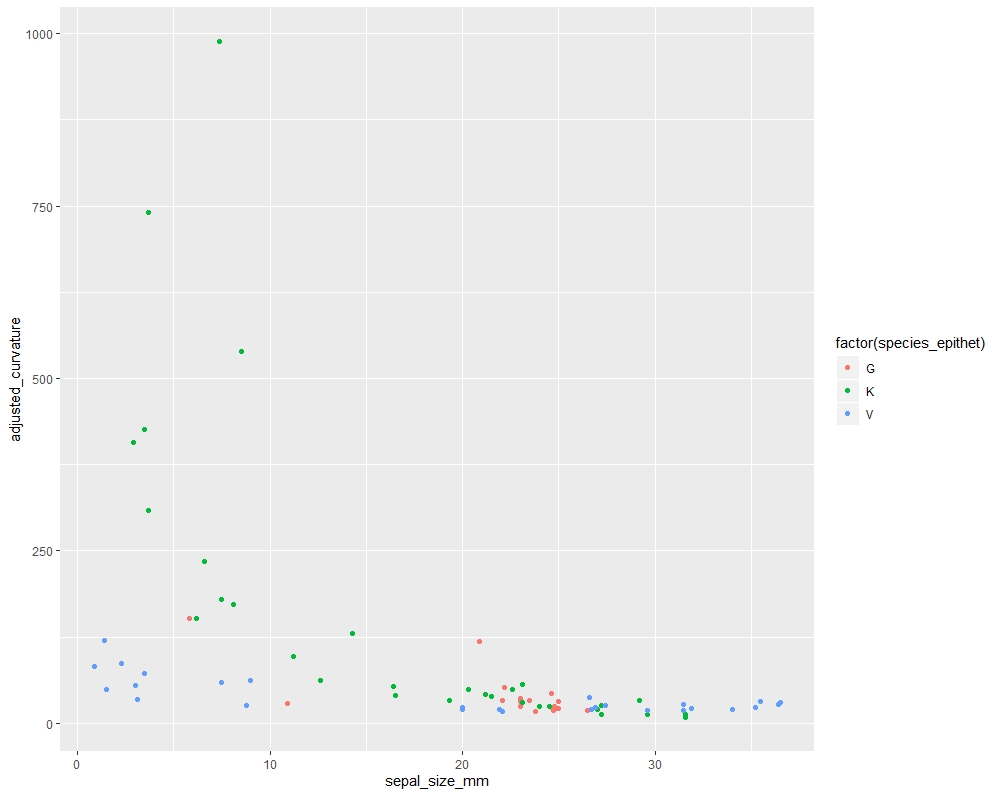 1000
750
500
250
0
adjusted_curvature
0 10 20 30
sepal_size_mm
factor(species_epithet)
G
K
V